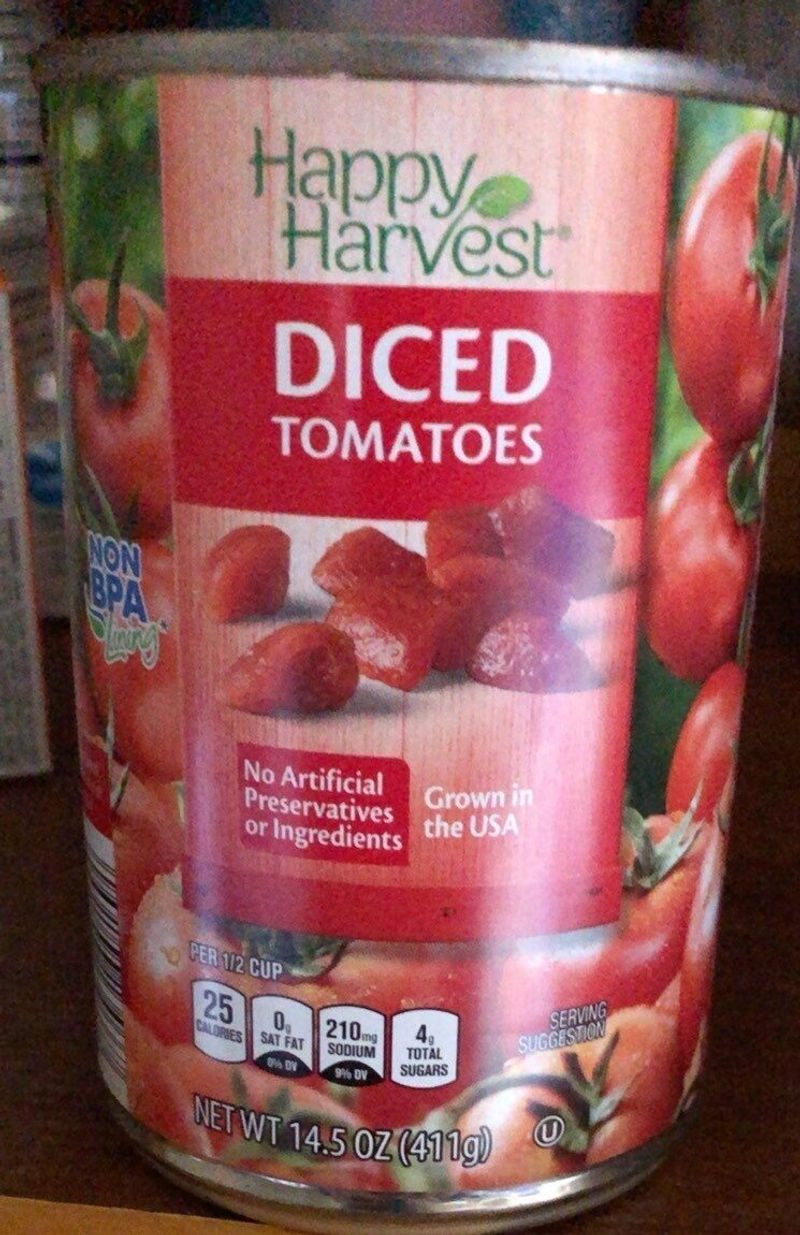 Happy
Harvest®
DICED
TOMATOES
NON
BPA
Lining*
No Artificial
Preservatives
or Ingredients
Grown in
the USA
PER 1/2 CUP
25
CALORIES
0g
SAT FAT
0% DV
210mg
SODIUM
9% DV
4g
TOTAL
SUGARS
SERVING
SUGGESTION
NET WT 14.5 OZ (411g)
U